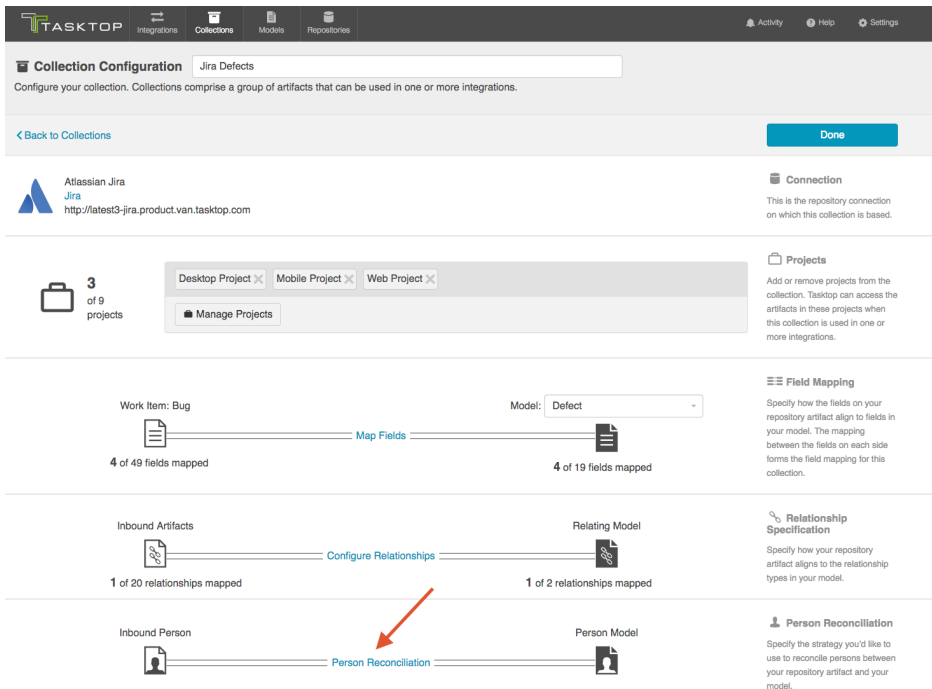 TASKTOP
Integrations
Collections
Models
Repositories
Activity
Help
Settings
Collection Configuration
Jira Defects
Configure your collection. Collections comprise a group of artifacts that can be used in one or more integrations.
Back to Collections
Done
Atlassian Jira
Jira
http://latest3-jira.product.van.tasktop.com
Connection
This is the repository connection
on which this collection is based.
3
of 9
projects
Desktop Project
Mobile Project
Web Project
Manage Projects
Projects
Add or remove projects from the
collection. Tasktop can access the
artifacts in these projects when
this collection is used in one or
more integrations.
Work Item: Bug
Model:
Defect
Map Fields
4 of 49 fields mapped
4 of 19 fields mapped
Field Mapping
Specify how the fields on your
repository artifact align to fields in
your model. The mapping
between the fields on each side
forms the field mapping for this
collection.
Inbound Artifacts
Relating Model
Configure Relationships
1 of 20 relationships mapped
1 of 2 relationships mapped
Relationship
Specification
Specify how your repository
artifact aligns to the relationship
types in your model.
Inbound Person
Person Model
Person Reconciliation
Person Reconciliation
Specify the strategy you'd like to
use to reconcile persons between
your repository artifact and your
model.